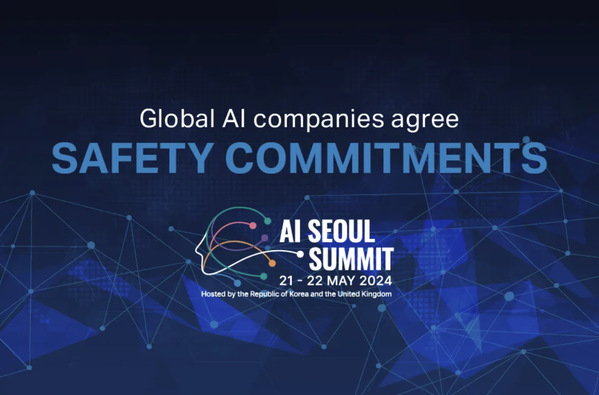 Global AI companies agree
SAFETY COMMITMENTS
AI SEOUL
SUMMIT
21 - 22 MAY 2024
Hosted by the Republic of Korea and the United Kingdom